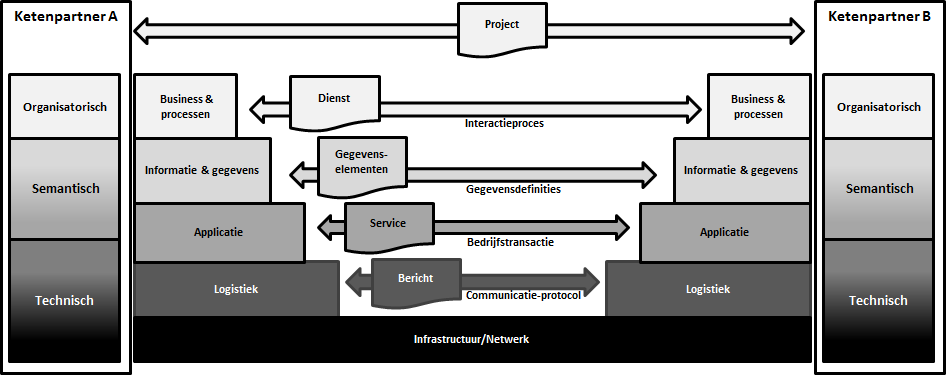 Ketenpartner A
Project
Ketenpartner B
Organisatorisch
Business &
processen
Dienst
Interactieproces
Business &
processen
Organisatorisch
Semantisch
Informatie & gegevens
Gegevens-
elementen
Gegevensdefinities
Informatie & gegevens
Semantisch
Applicatie
Service
Bedrijfstransactie
Applicatie
Technisch
Logistiek
Bericht
Communicatie-protocol
Logistiek
Technisch
Infrastructuur/Netwerk